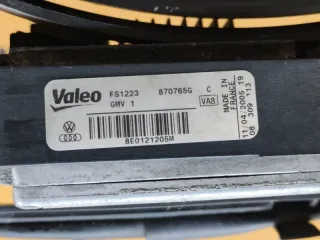 Valeo
FS1223 870765G C
GMV 1 VA8
8E0121205M
MADE IN
FRANCE
11.04.2005 19
08 309 113